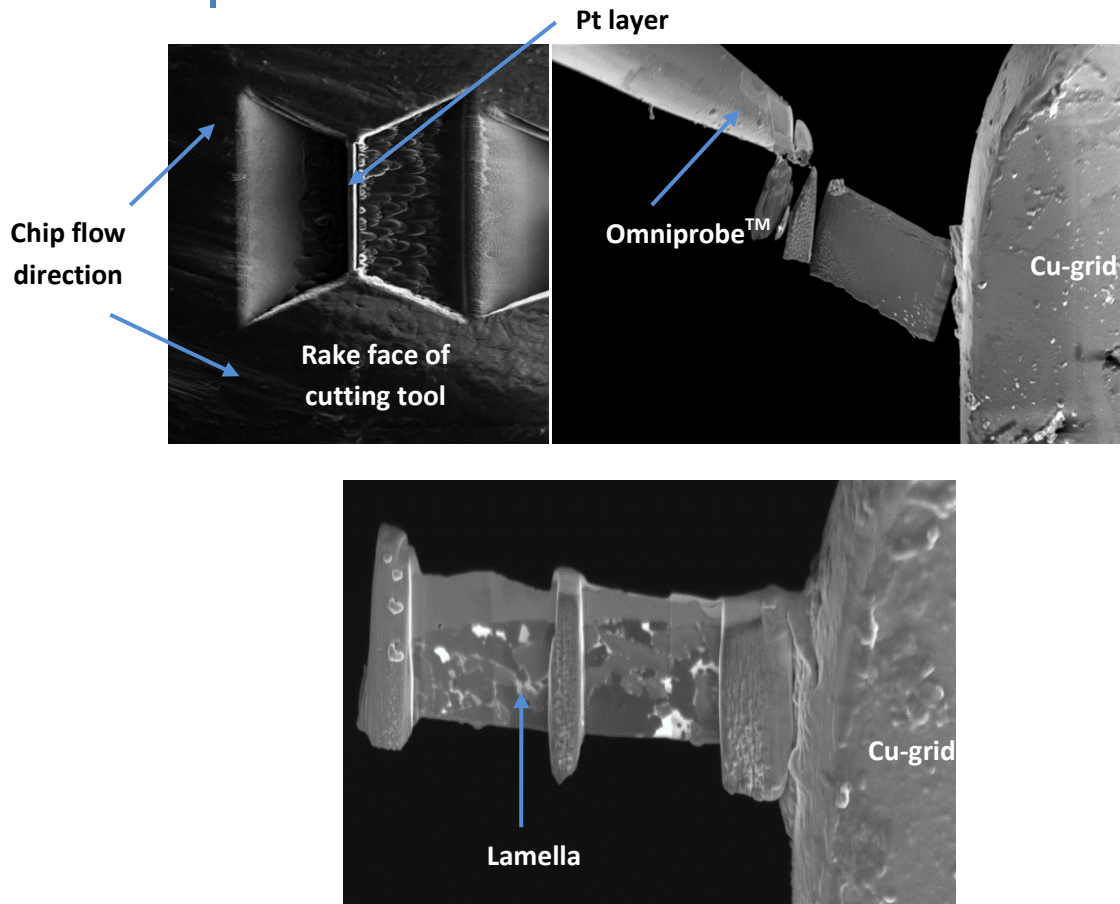 Pt layer
Chip flow
direction
Rake face of
cutting tool
Omniprobe™
Cu-grid
Cu-grid
Lamella